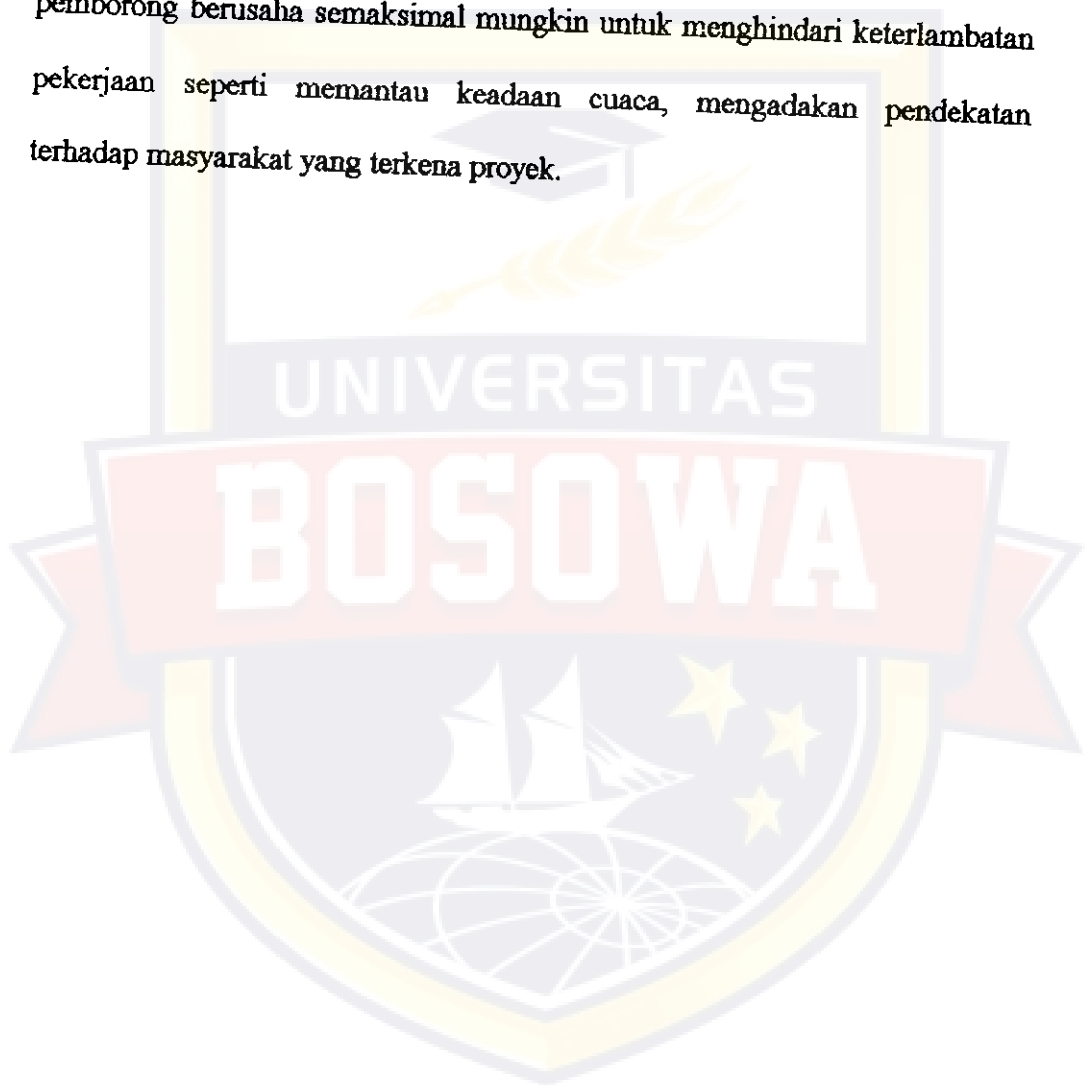 pemborong berusaha semaksimal mungkin untuk menghindari keterlambatan
pekerjaan seperti memantau keadaan cuaca, mengadakan pendekatan
terhadap masyarakat yang terkena proyek.
UNIVERSITAS
BOSOWA